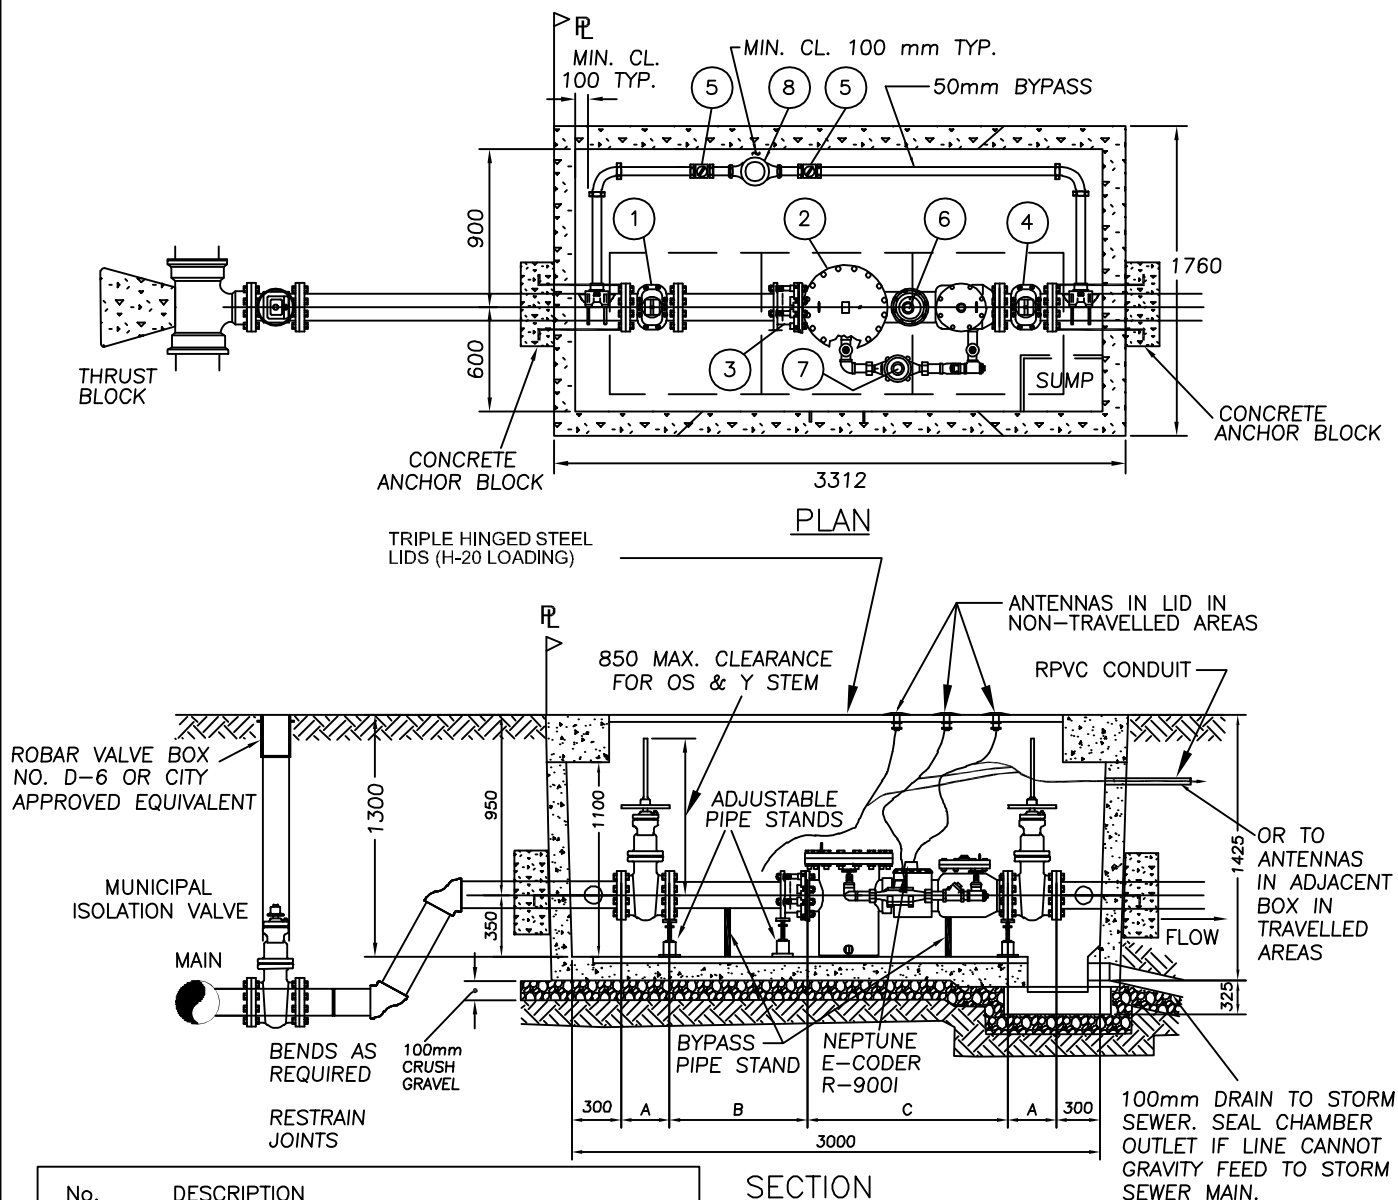 PL
MIN. CL.
100 TYP.
MIN. CL. 100 mm TYP.
5
8
5
50mm BYPASS
900
1
2
6
4
1760
600
3
7
SUMP
THRUST
BLOCK
CONCRETE
ANCHOR BLOCK
CONCRETE
ANCHOR BLOCK
3312
PLAN
TRIPLE HINGED STEEL
LIDS (H-20 LOADING)
PL
ANTENNAS IN LID IN
NON-TRAVELLED AREAS
850 MAX. CLEARANCE
FOR OS & Y STEM
RPVC CONDUIT
ROBAR VALVE BOX
NO. D-6 OR CITY
APPROVED EQUIVALENT
1300
950
1100
ADJUSTABLE
PIPE STANDS
1425
OR TO
ANTENNAS
IN ADJACENT
BOX IN
TRAVELLED
AREAS
MUNICIPAL
ISOLATION VALVE
350
FLOW
MAIN
325
BENDS AS
REQUIRED
100mm
CRUSH
GRAVEL
BYPASS
PIPE STAND
NEPTUNE
E-CODER
R-900I
RESTRAIN
JOINTS
300
A
B
C
A
300
3000
100mm DRAIN TO STORM
SEWER. SEAL CHAMBER
OUTLET IF LINE CANNOT
GRAVITY FEED TO STORM
SEWER MAIN.
SECTION
No. DESCRIPTION